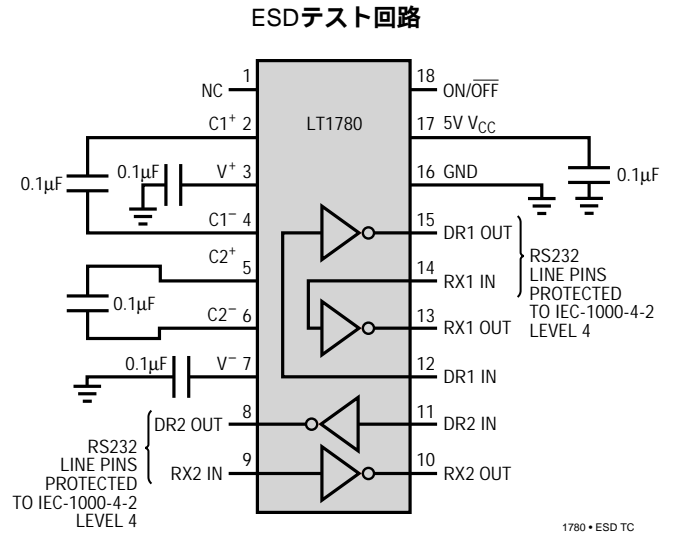 ESDテスト回路
LT1780
1
NC
C1⁺ 2
0.1µF
0.1µF
V⁺ 3
C1⁻ 4
C2⁺
5
0.1µF
C2⁻ 6
0.1µF
V⁻ 7
8
DR2 OUT
9
RX2 IN
RS232
LINE PINS
PROTECTED
TO IEC-1000-4-2
LEVEL 4
18
ON/O̅F̅F̅
17 5V VCC
0.1µF
16 GND
15
DR1 OUT
14
RX1 IN
13
RX1 OUT
RS232
LINE PINS
PROTECTED
TO IEC-1000-4-2
LEVEL 4
12
DR1 IN
11
DR2 IN
10
RX2 OUT
1780 • ESD TC